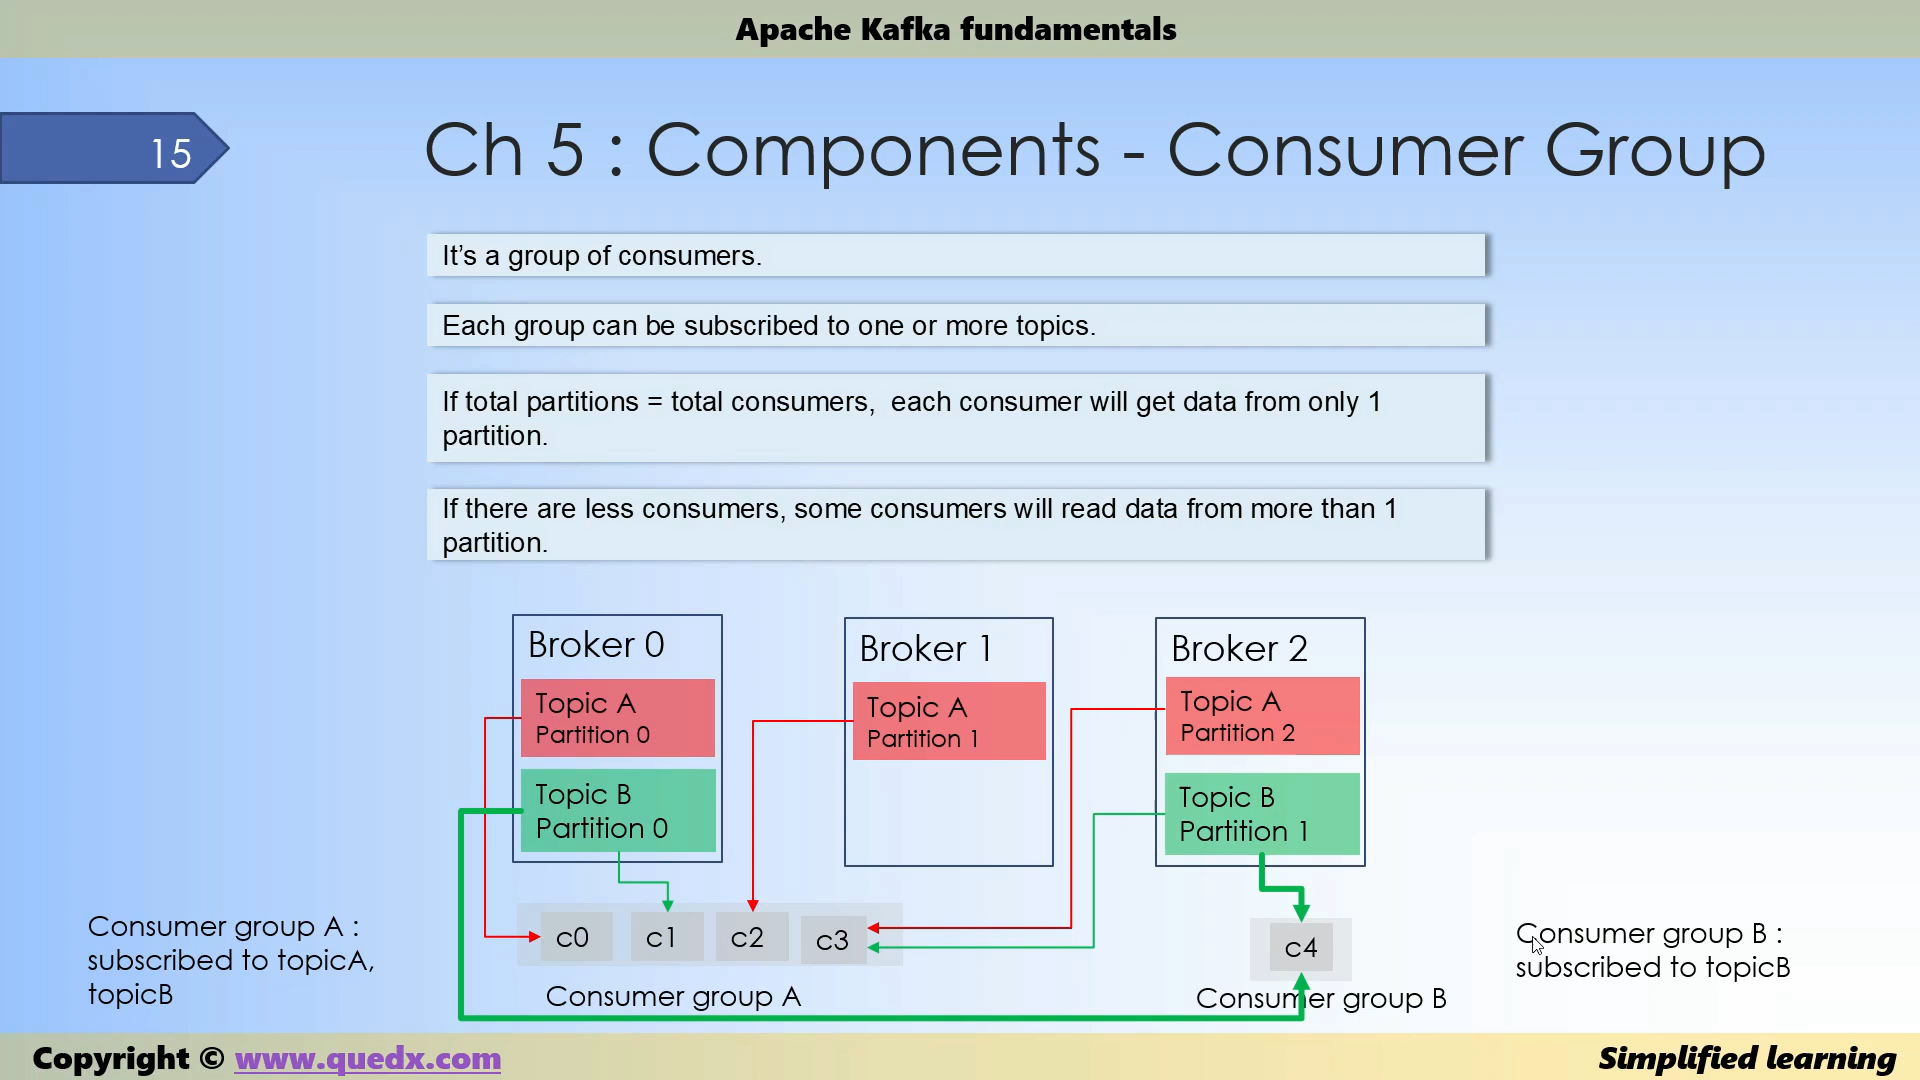 Apache Kafka fundamentals
15
Ch 5 : Components - Consumer Group
It's a group of consumers.
Each group can be subscribed to one or more topics.
If total partitions = total consumers,  each consumer will get data from only 1
partition.
If there are less consumers, some consumers will read data from more than 1
partition.
Broker 0
Topic A
Partition 0
Topic B
Partition 0
Broker 1
Topic A
Partition 1
Broker 2
Topic A
Partition 2
Topic B
Partition 1
Consumer group A :
subscribed to topicA,
topicB
c0
c1
c2
c3
Consumer group A
c4
Consumer group B
Consumer group B :
subscribed to topicB
Copyright © www.quedx.com
Simplified learning